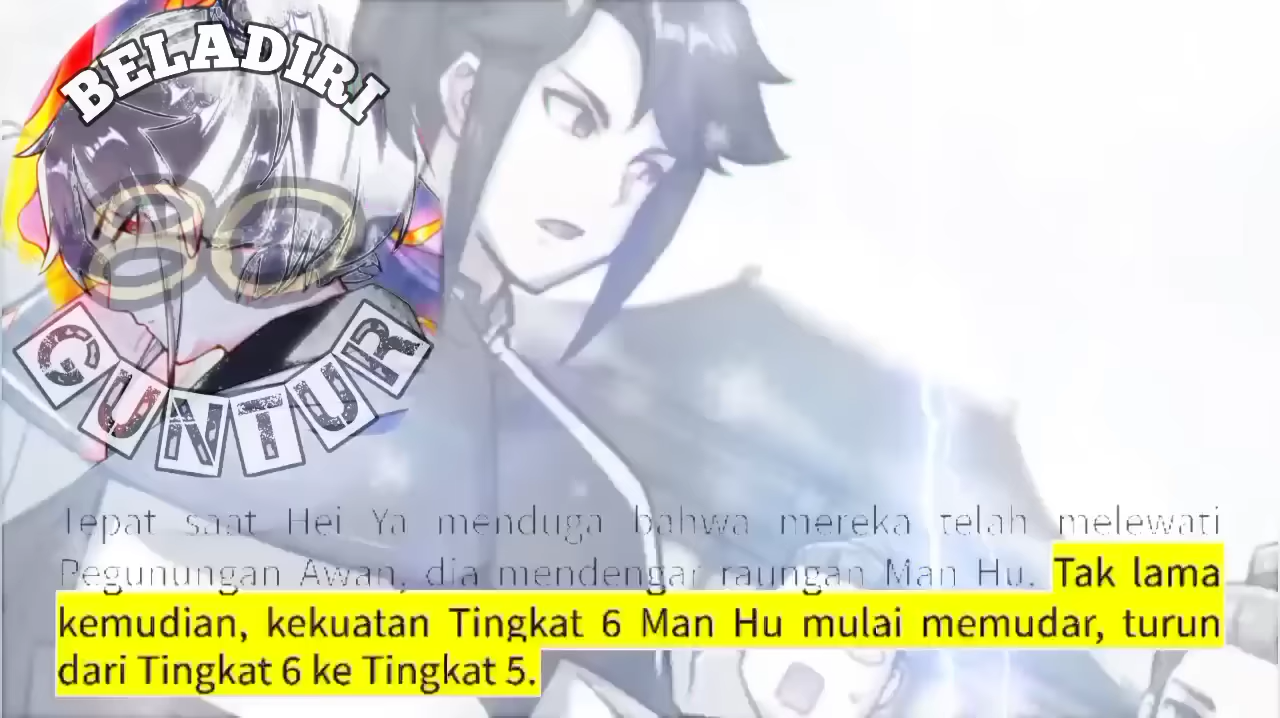 BELADIRI
GUNTUR
Tepat saat Hei Ya menduga bahwa mereka telah melewati
Pegunungan Awan, dia mendengar raungan Man Hu. Tak lama
kemudian, kekuatan Tingkat 6 Man Hu mulai memudar, turun
dari Tingkat 6 ke Tingkat 5.